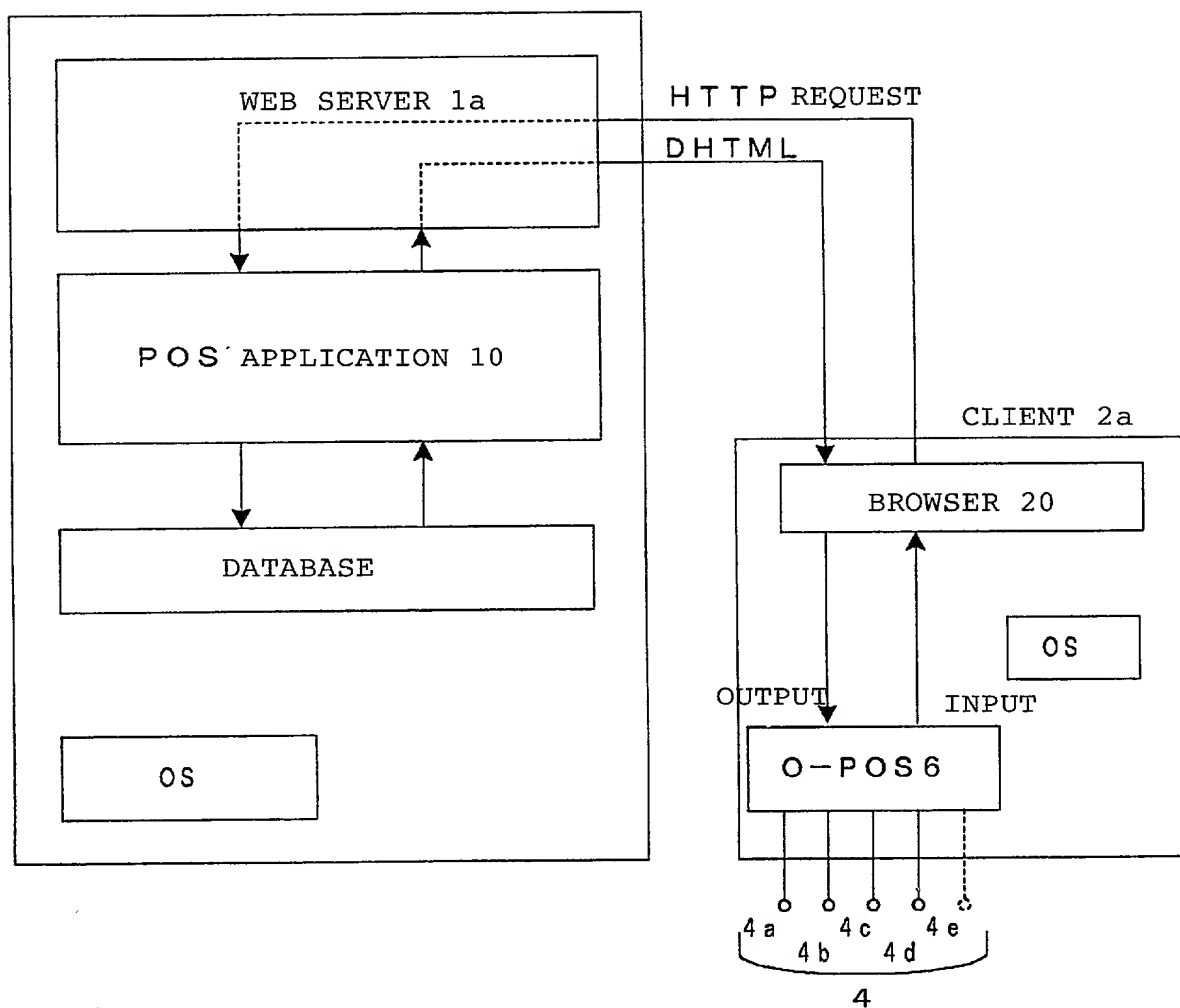 WEB SERVER 1a
HTTP REQUEST
DHTML
POS APPLICATION 10
CLIENT 2a
BROWSER 20
DATABASE
OS
OUTPUT
INPUT
O-POS6
OS
4a
4b
4c
4d
4e
4